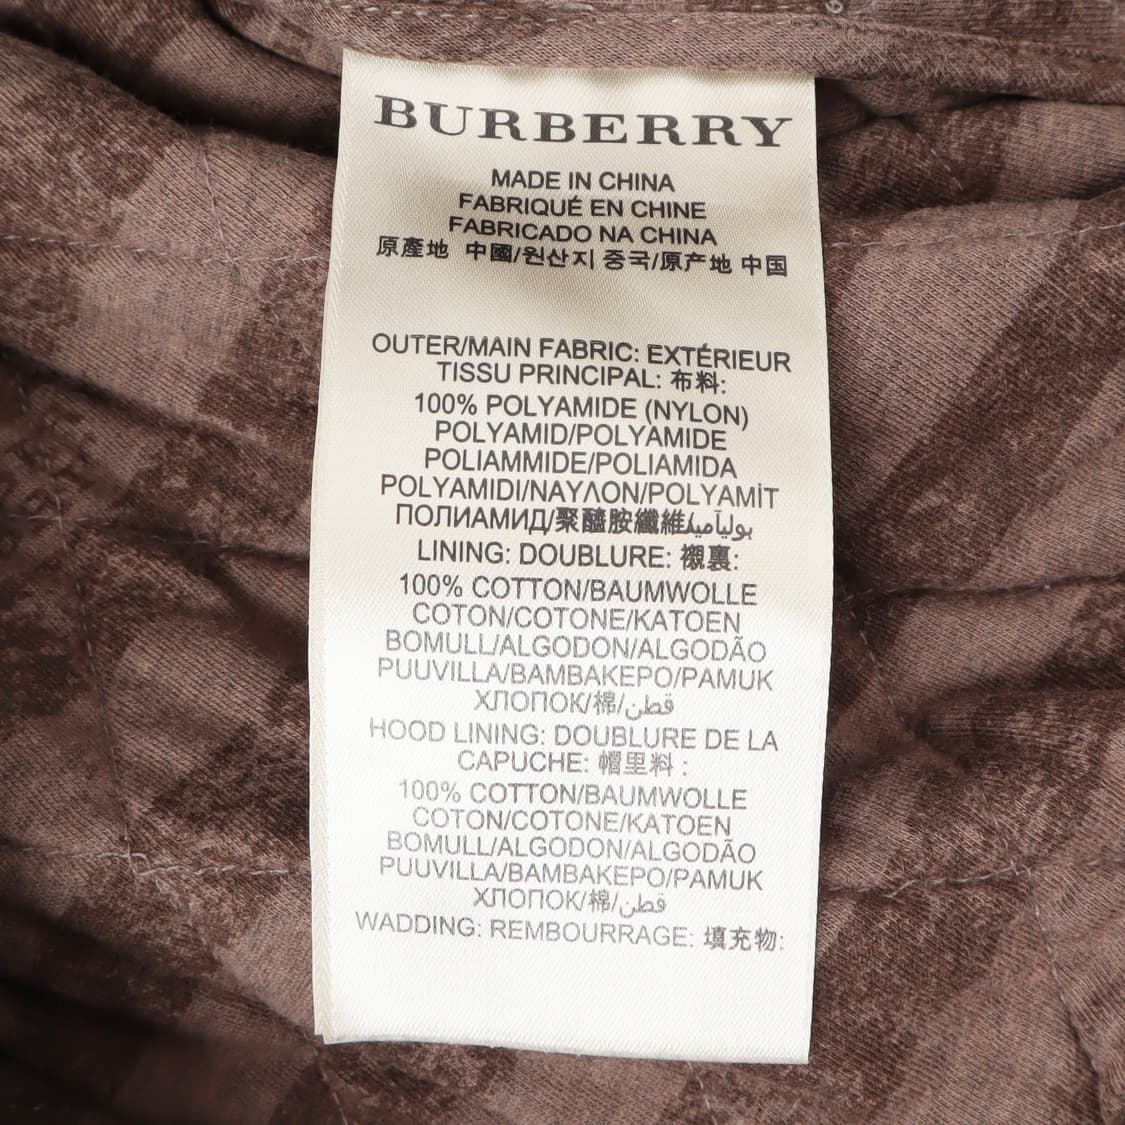 BURBERRY
MADE IN CHINA
FABRIQUÉ EN CHINE
FABRICADO NA CHINA
原產地 中國/원산지 중국/原产地 中国
OUTER/MAIN FABRIC: EXTÉRIEUR
TISSU PRINCIPAL: 布料:
100% POLYAMIDE (NYLON)
POLYAMID/POLYAMIDE
POLIAMMIDE/POLIAMIDA
POLYAMIDI/ΝΑΥΛΟΝ/POLYAMİT
ПОЛИАМИД/聚醯胺纖維/بوليآميد
LINING: DOUBLURE: 襯裏:
100% COTTON/BAUMWOLLE
COTON/COTONE/KATOEN
BOMULL/ALGODON/ALGODÃO
PUUVILLA/ΒΑΜΒΑΚΕΡΟ/PAMUK
ХЛОПОК/棉/قطن
HOOD LINING: DOUBLURE DE LA
CAPUCHE: 帽里料 :
100% COTTON/BAUMWOLLE
COTON/COTONE/KATOEN
BOMULL/ALGODON/ALGODÃO
PUUVILLA/ΒΑΜΒΑΚΕΡΟ/PAMUK
ХЛОПОК/棉/قطن
WADDING: REMBOURRAGE: 填充物: